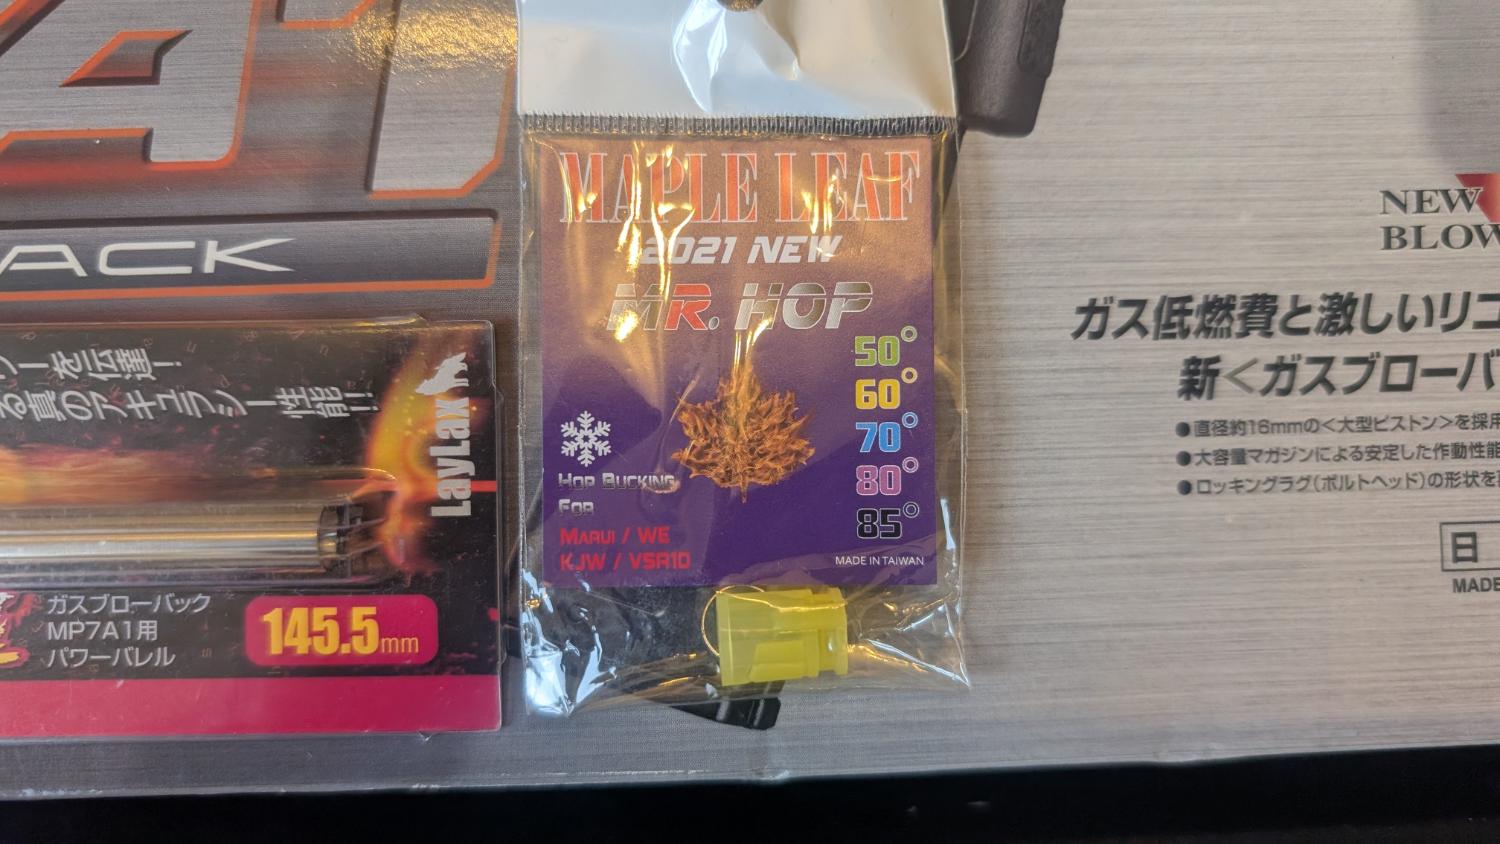 A1
ACK
ワーを伝達!
る真のアキュラシー性能!!
LayLax
ガスブローバック
MP7A1用
パワーバレル
145.5mm
MAPLE LEAF
2021 NEW
MR. HOP
50°
60°
70°
80°
85°
HOP BUCKING
FOR
MARUI / WE
KJW / VSR10
MADE IN TAIWAN
NEW
BLOW
ガス低燃費と激しいリコ
新<ガスブローバ
●直径約16mmの<大型ピストン>を採用
●大容量マガジンによる安定した作動性能
●ロッキングラグ(ボルトヘッド)の形状を
日
MADE